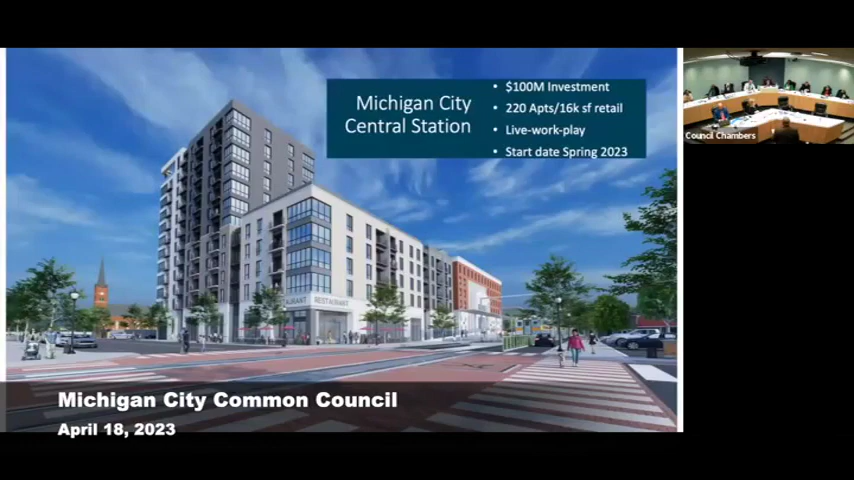 Michigan City
Central Station
• $100M Investment
• 220 Apts/16k sf retail
• Live-work-play
• Start date Spring 2023
Council Chambers
RESTAURANT
Michigan City Common Council
April 18, 2023